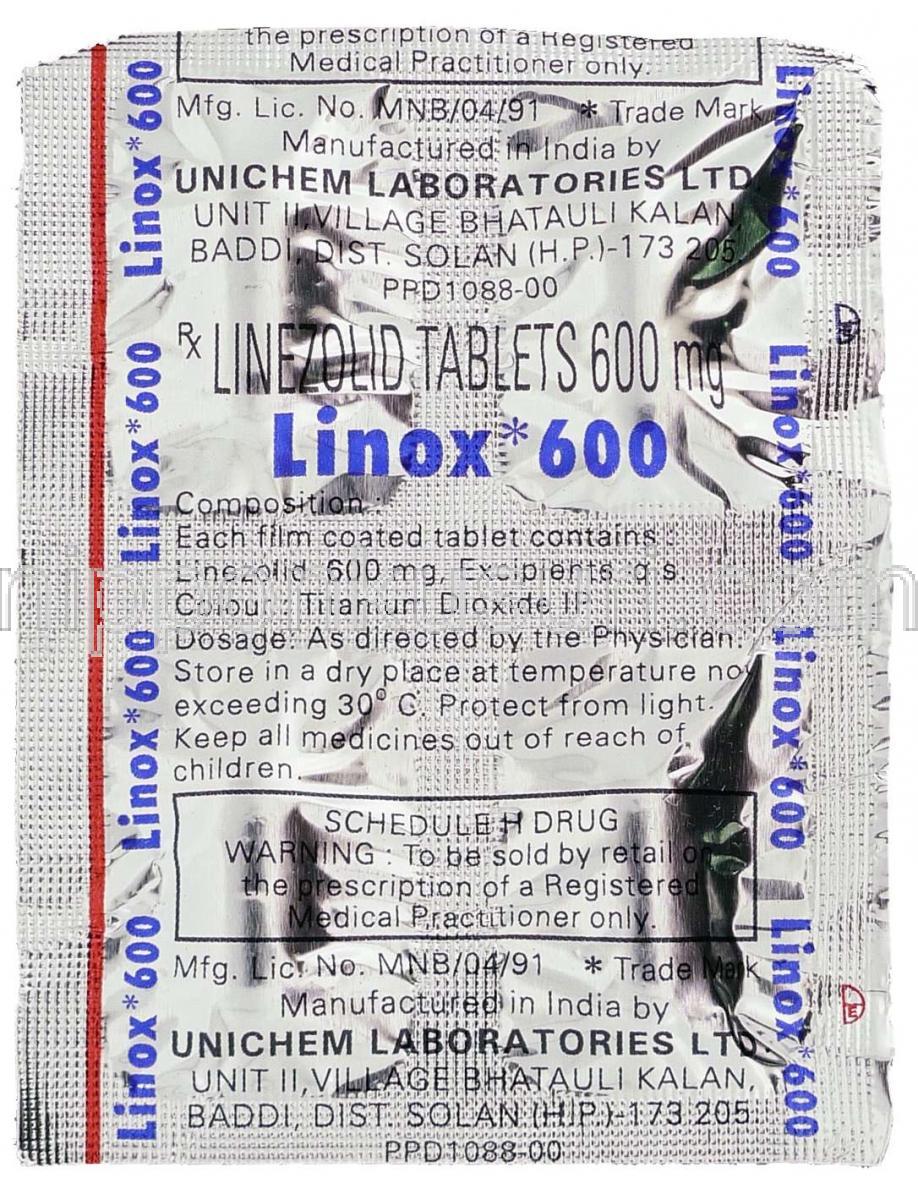 the prescription of a Registered
Medical Practitioner only.
Mfg. Lic. No. MNB/04/91 * Trade Mark
Manufactured in India by
UNICHEM LABORATORIES LTD.
UNIT II, VILLAGE BHATAULI KALAN,
BADDI, DIST. SOLAN (H.P.)-173 205
PPD1088-00
Rx LINEZOLID TABLETS 600 mg
Linox* 600
Composition :
Each film coated tablet contains :
Linezolid 600 mg, Excipients q.s.
Colour : Titanium Dioxide IP
Dosage: As directed by the Physician.
Store in a dry place at temperature not
exceeding 30° C. Protect from light.
Keep all medicines out of reach of
children.
SCHEDULE H DRUG
WARNING : To be sold by retail on
the prescription of a Registered
Medical Practitioner only.
Mfg. Lic. No. MNB/04/91 * Trade Mark
Manufactured in India by
UNICHEM LABORATORIES LTD.
UNIT II, VILLAGE BHATAULI KALAN,
BADDI, DIST. SOLAN (H.P.)-173 205
PPD1088-00
Linox*600 Linox*600 Linox*600 Linox*600
Linox*600 Linox*600 Linox*600 Linox*600